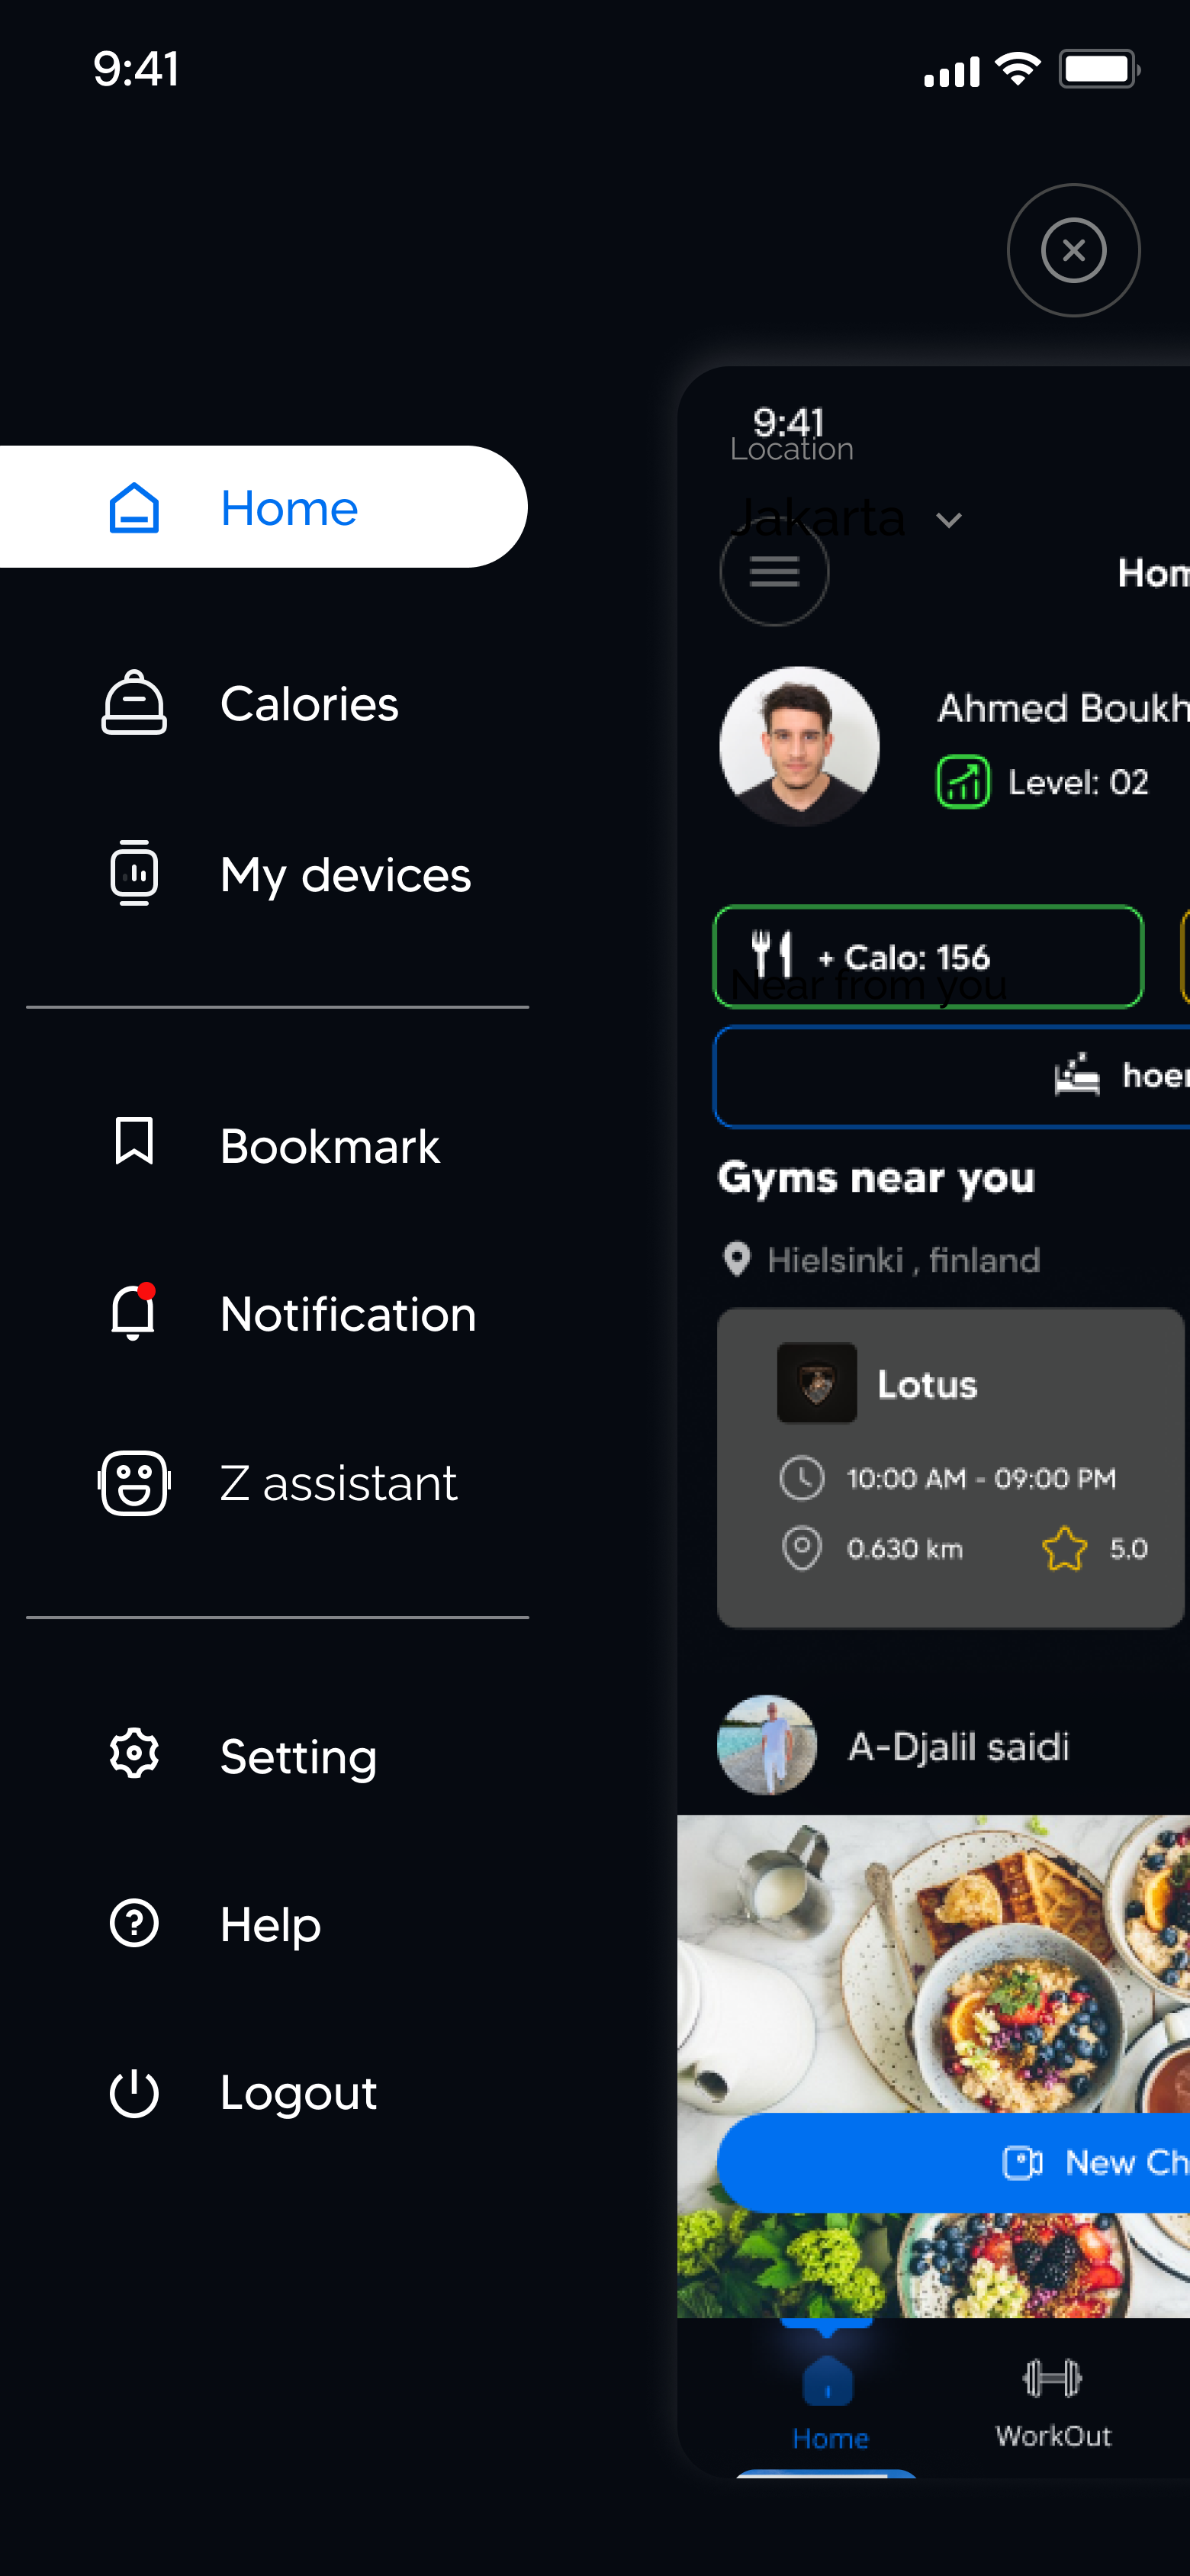 9:41
Home
Calories
My devices
Bookmark
Notification
Z assistant
Setting
Help
Logout
9:41
Location
Jakarta
Hom
Ahmed Boukh
Level: 02
+ Calo: 156
Near from you
hoer
Gyms near you
Hielsinki , finland
Lotus
10:00 AM - 09:00 PM
0.630 km 5.0
A-Djalil saidi
New Ch
Home WorkOut